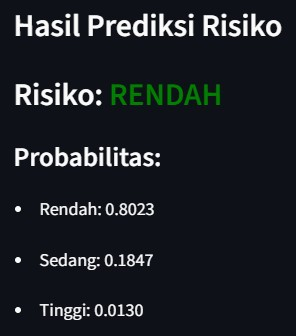 Hasil Prediksi Risiko
Risiko: RENDAH
Probabilitas:
• Rendah: 0.8023
• Sedang: 0.1847
• Tinggi: 0.0130